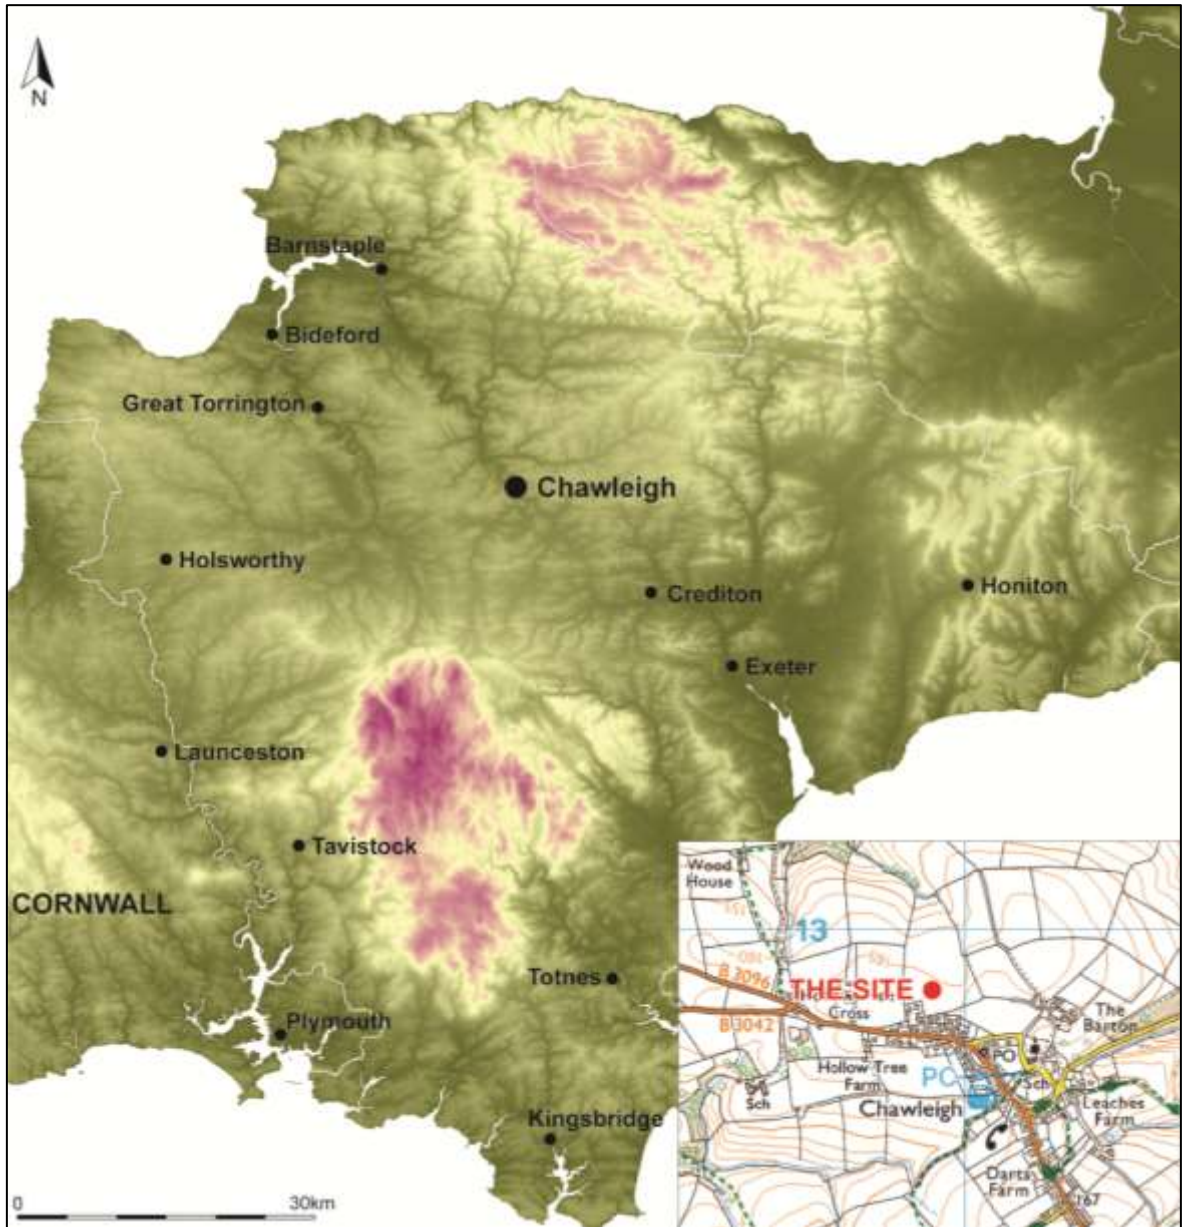 N
Barnstaple
Bideford
Great Torrington
Chawleigh
Holsworthy
Crediton
Honiton
Exeter
Launceston
Tavistock
CORNWALL
Totnes
Plymouth
Kingsbridge
0 30km
Wood
House
13
B 3096
THE SITE
Cross
B 3042
The
Barton
PO
Hollow Tree
Farm
PC
Sch
Sch
Chawleigh
Leaches
Farm
Darta
Farm
167